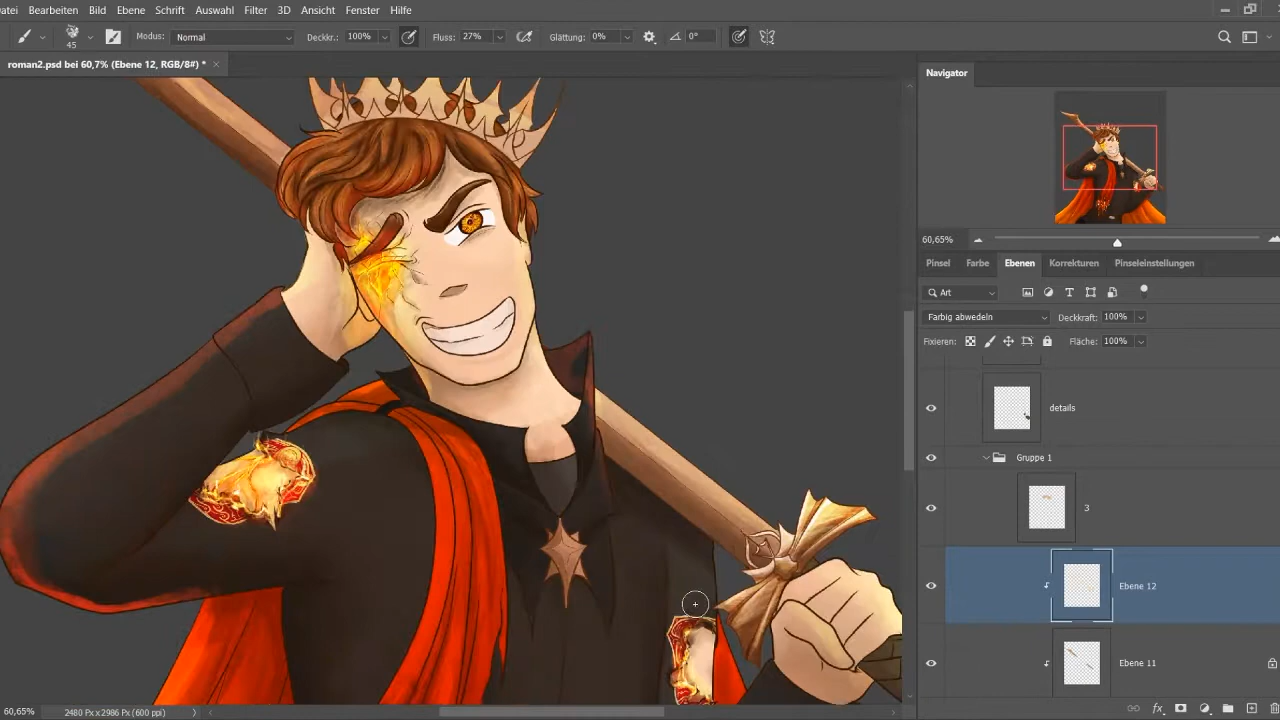 atei Bearbeiten Bild Ebene Schrift Auswahl Filter 3D Ansicht Fenster Hilfe
45 Modus: Normal Deckkr.: 100% Fluss: 27% Glättung: 0% 0°
roman2.psd bei 60,7% (Ebene 12, RGB/8#) * ×
Navigator
60,65%
Pinsel Farbe Ebenen Korrekturen Pinseleinstellungen
Art
Farbig abwedeln Deckkraft: 100%
Fixieren: Fläche: 100%
details
Gruppe 1
3
Ebene 12
Ebene 11
60,65% 2480 Px x 2986 Px (600 ppi)